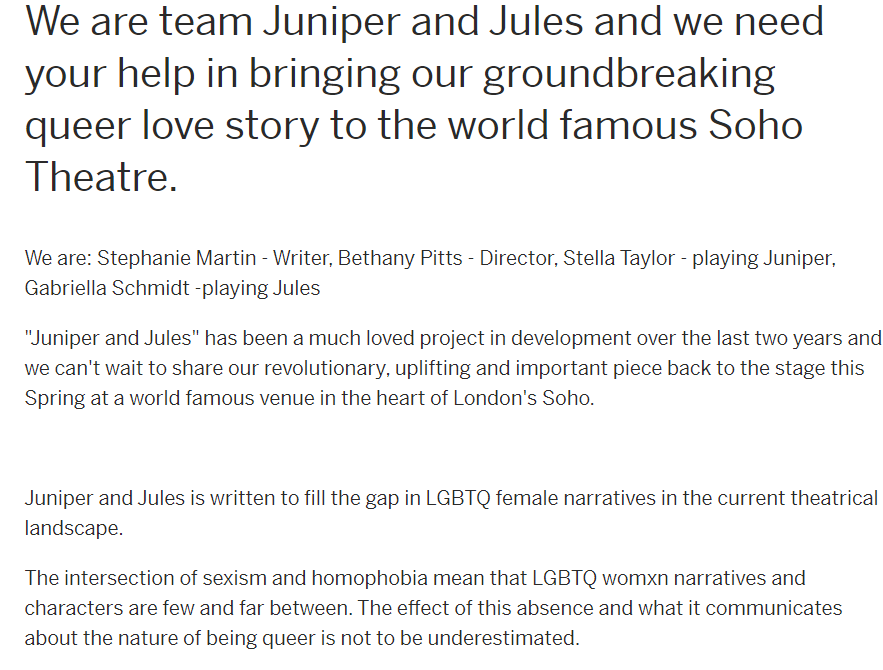 We are team Juniper and Jules and we need
your help in bringing our groundbreaking
queer love story to the world famous Soho
Theatre.
We are: Stephanie Martin - Writer, Bethany Pitts - Director, Stella Taylor - playing Juniper,
Gabriella Schmidt -playing Jules
"Juniper and Jules" has been a much loved project in development over the last two years and
we can't wait to share our revolutionary, uplifting and important piece back to the stage this
Spring at a world famous venue in the heart of London's Soho.
Juniper and Jules is written to fill the gap in LGBTQ female narratives in the current theatrical
landscape.
The intersection of sexism and homophobia mean that LGBTQ womxn narratives and
characters are few and far between. The effect of this absence and what it communicates
about the nature of being queer is not to be underestimated.